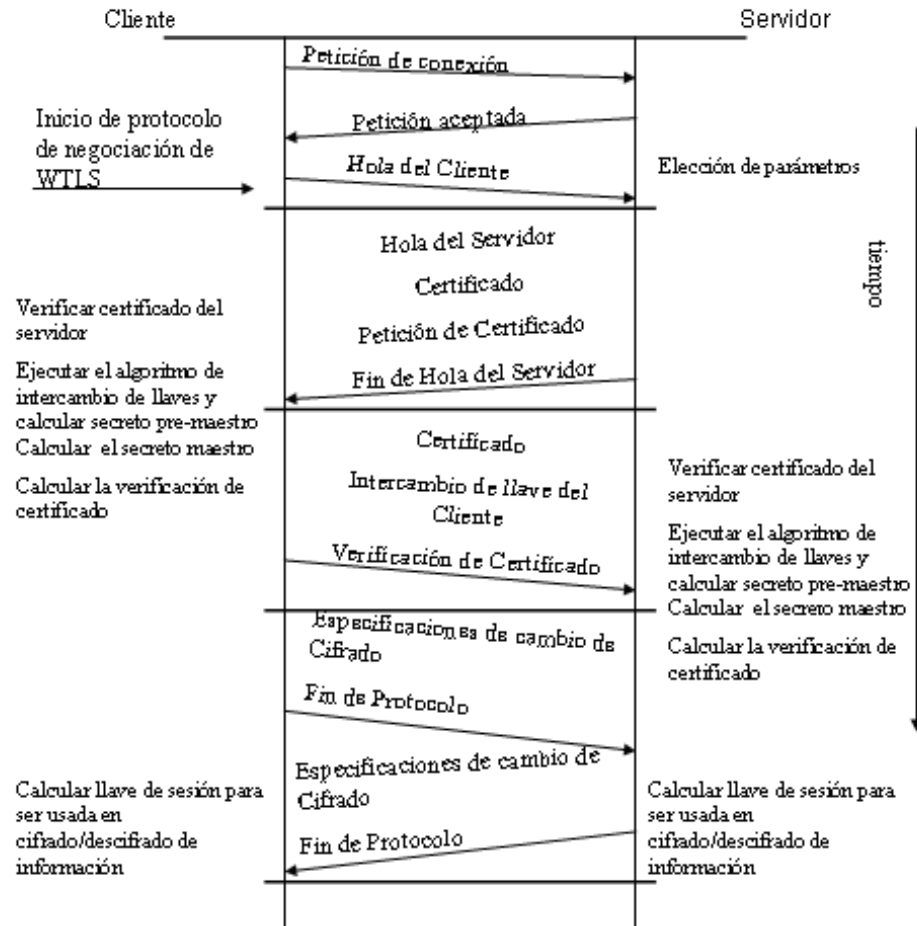 Cliente
Servidor
Petición de conexión
Petición aceptada
Inicio de protocolo
de negociación de
WTLS
Hola del Cliente
Elección de parámetros
tiempo
Hola del Servidor
Certificado
Petición de Certificado
Fin de Hola del Servidor
Verificar certificado del
servidor
Ejecutar el algoritmo de
intercambio de llaves y
calcular secreto pre-maestro
Calcular el secreto maestro
Calcular la verificación de
certificado
Certificado
Intercambio de llave del
Cliente
Verificación de Certificado
Verificar certificado del
servidor
Ejecutar el algoritmo de
intercambio de llaves y
calcular secreto pre-maestro
Calcular el secreto maestro
Calcular la verificación de
certificado
Especificaciones de cambio de
Cifrado
Fin de Protocolo
Especificaciones de cambio de
Cifrado
Fin de Protocolo
Calcular llave de sesión para
ser usada en
cifrado/descifrado de
información
Calcular llave de sesión para
ser usada en
cifrado/descifrado de
información